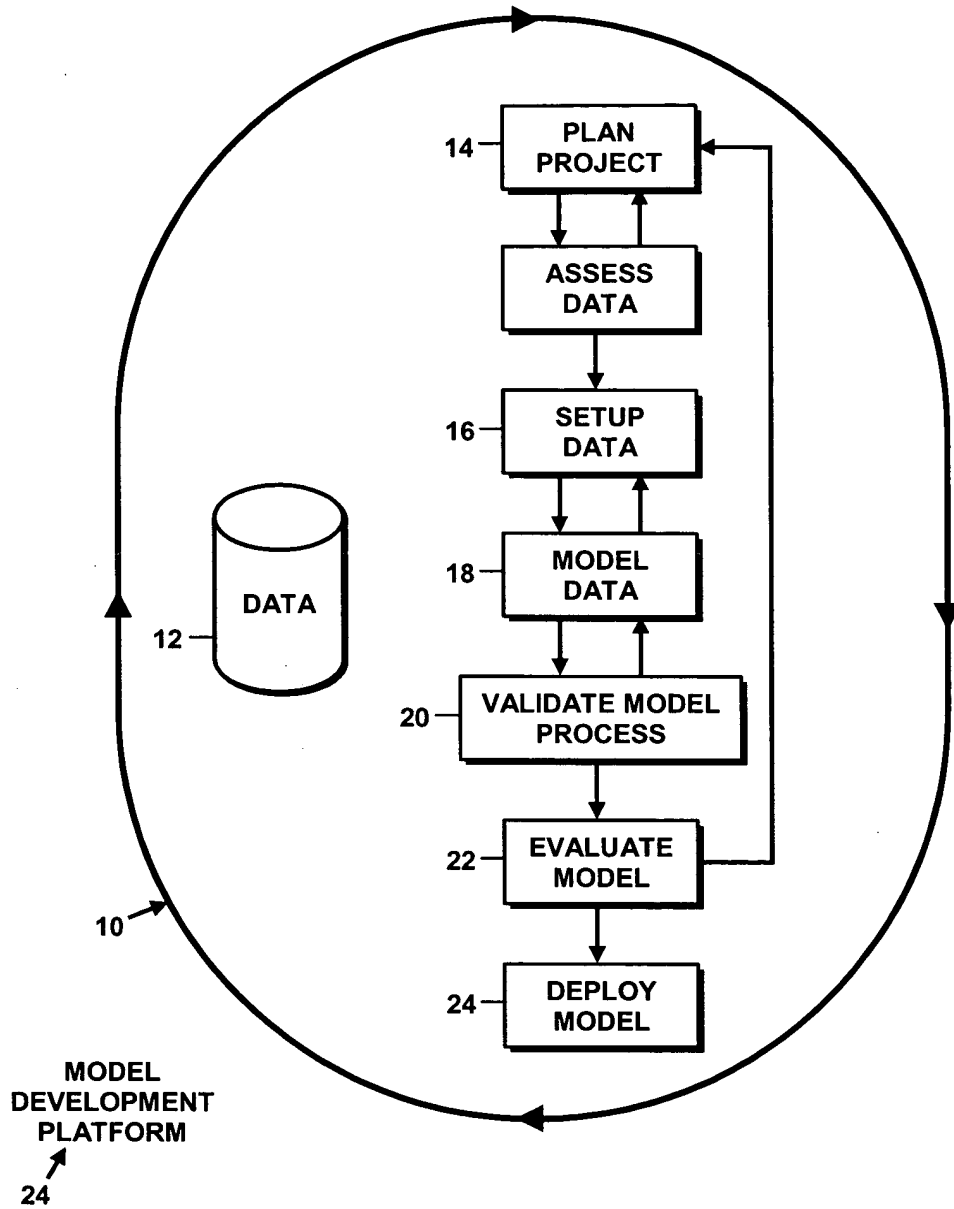 14
PLAN
PROJECT
ASSESS
DATA
16
SETUP
DATA
18
MODEL
DATA
DATA
12
20
VALIDATE MODEL
PROCESS
22
EVALUATE
MODEL
10
24
DEPLOY
MODEL
MODEL
DEVELOPMENT
PLATFORM
24